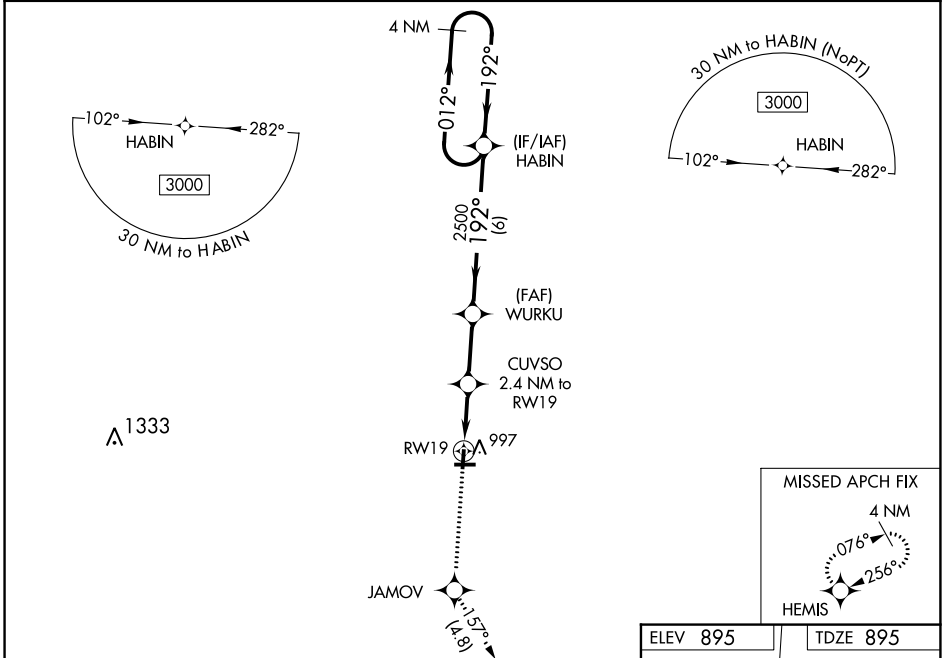 4 NM
012°
192°
(IF/IAF)
HABIN
102°
282°
HABIN
3000
30 NM to HABIN
30 NM to HABIN (NoPT)
3000
HABIN
102°
282°
2500
192°
(6)
(FAF)
WURKU
CUVSO
2.4 NM to
RW19
1333
RW19
997
JAMOV
157°
(4.8)
MISSED APCH FIX
4 NM
076°
256°
HEMIS
ELEV 895
TDZE 895